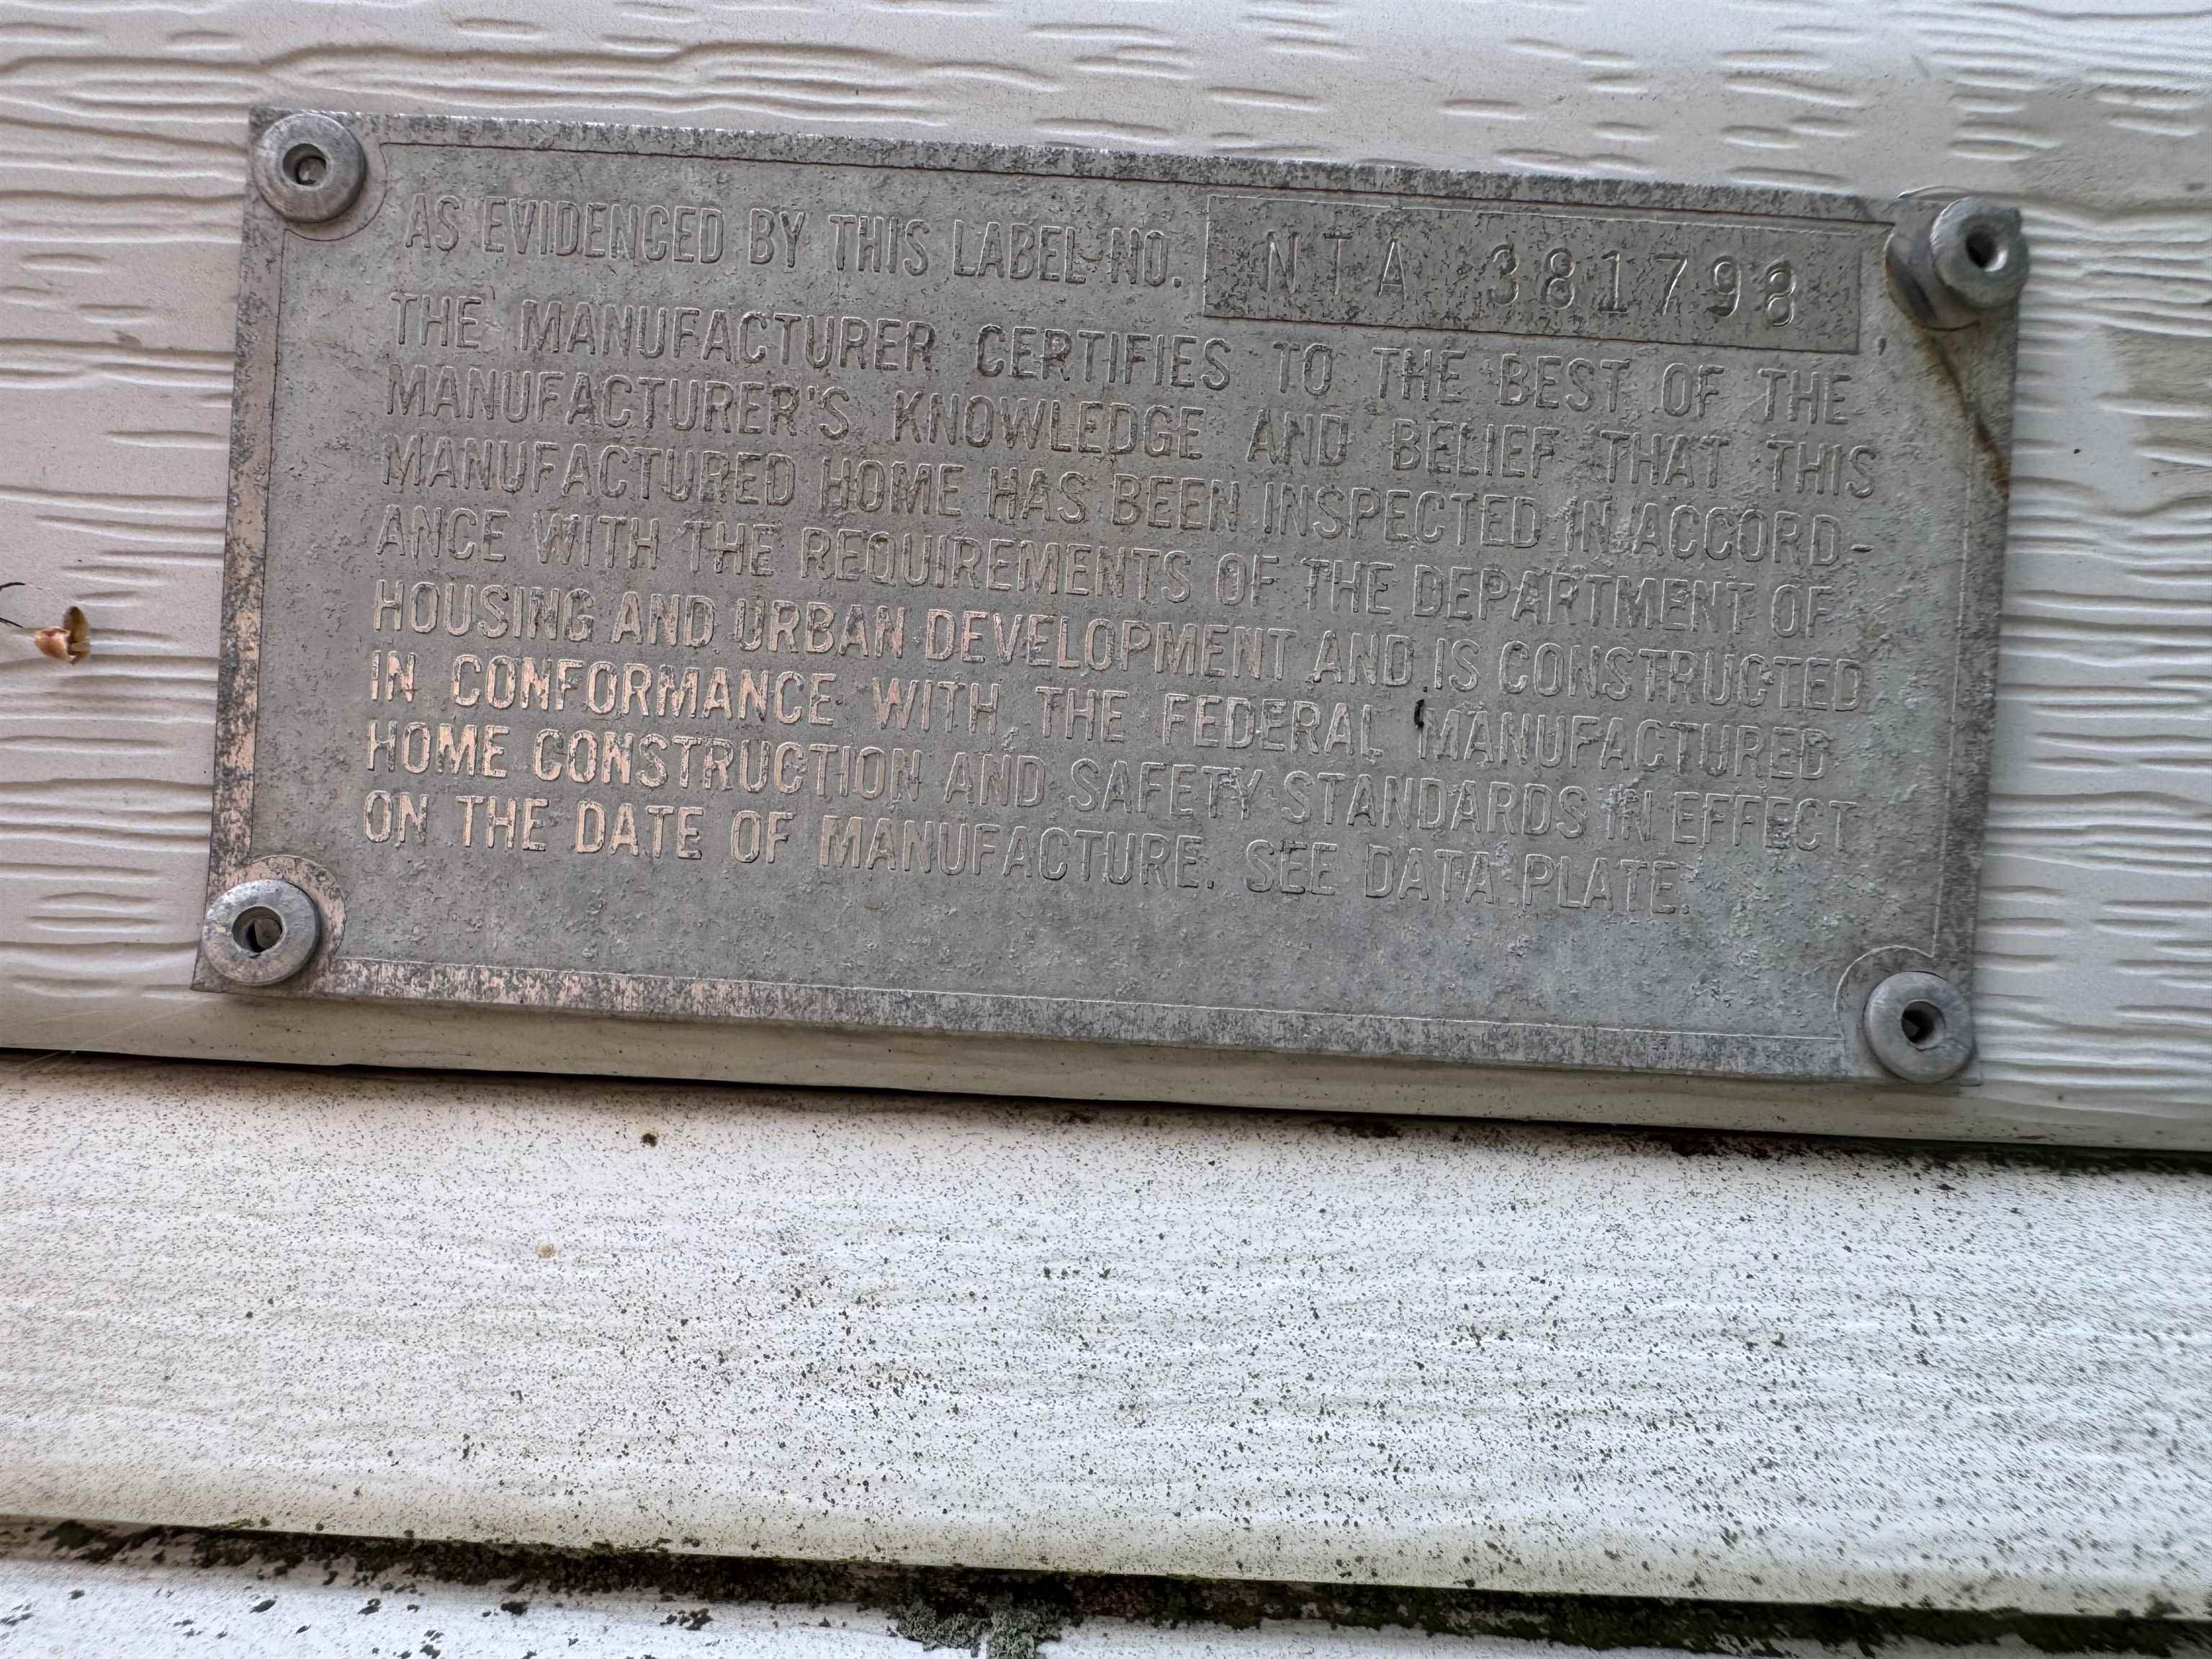 AS EVIDENCED BY THIS LABEL NO. NTA 381798
THE MANUFACTURER CERTIFIES TO THE BEST OF THE
MANUFACTURER'S KNOWLEDGE AND BELIEF THAT THIS
MANUFACTURED HOME HAS BEEN INSPECTED IN ACCORD-
ANCE WITH THE REQUIREMENTS OF THE DEPARTMENT OF
HOUSING AND URBAN DEVELOPMENT AND IS CONSTRUCTED
IN CONFORMANCE WITH THE FEDERAL MANUFACTURED
HOME CONSTRUCTION AND SAFETY STANDARDS IN EFFECT
ON THE DATE OF MANUFACTURE. SEE DATA PLATE.